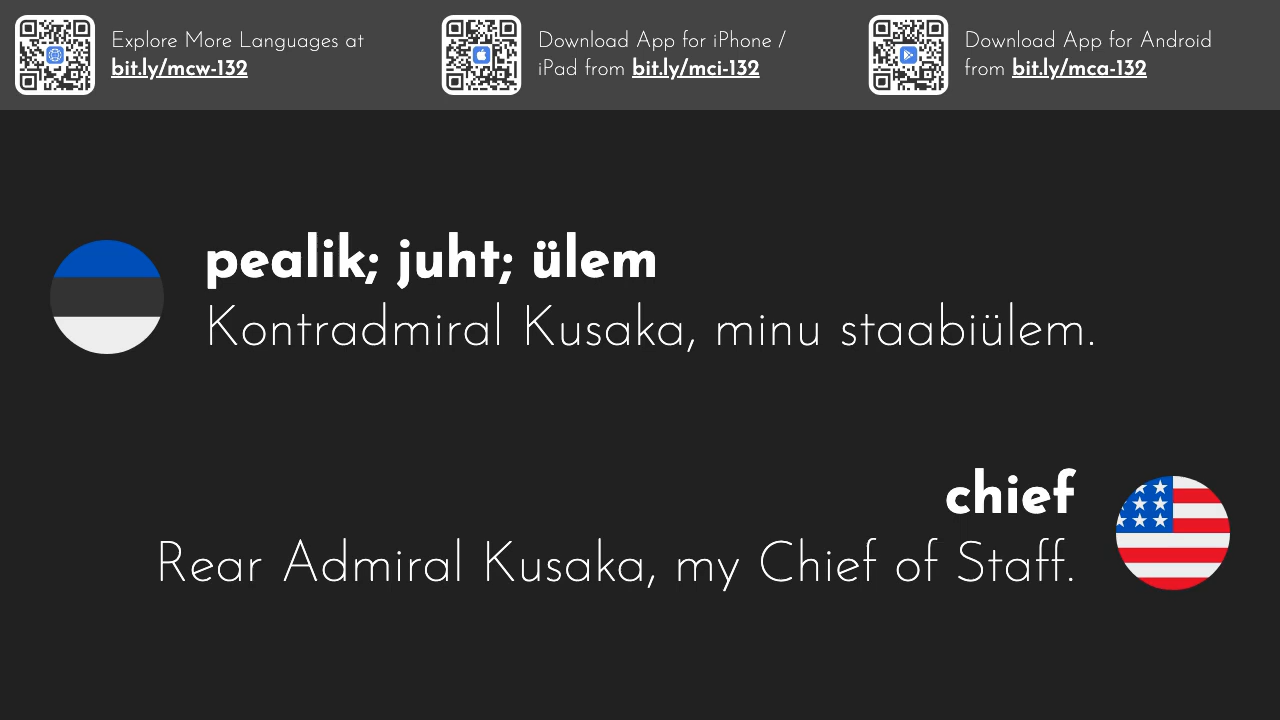 Explore More Languages at
bit.ly/mcw-132
Download App for iPhone /
iPad from bit.ly/mci-132
Download App for Android
from bit.ly/mca-132
pealik; juht; ülem
Kontradmiral Kusaka, minu staabiülem.
chief
Rear Admiral Kusaka, my Chief of Staff.